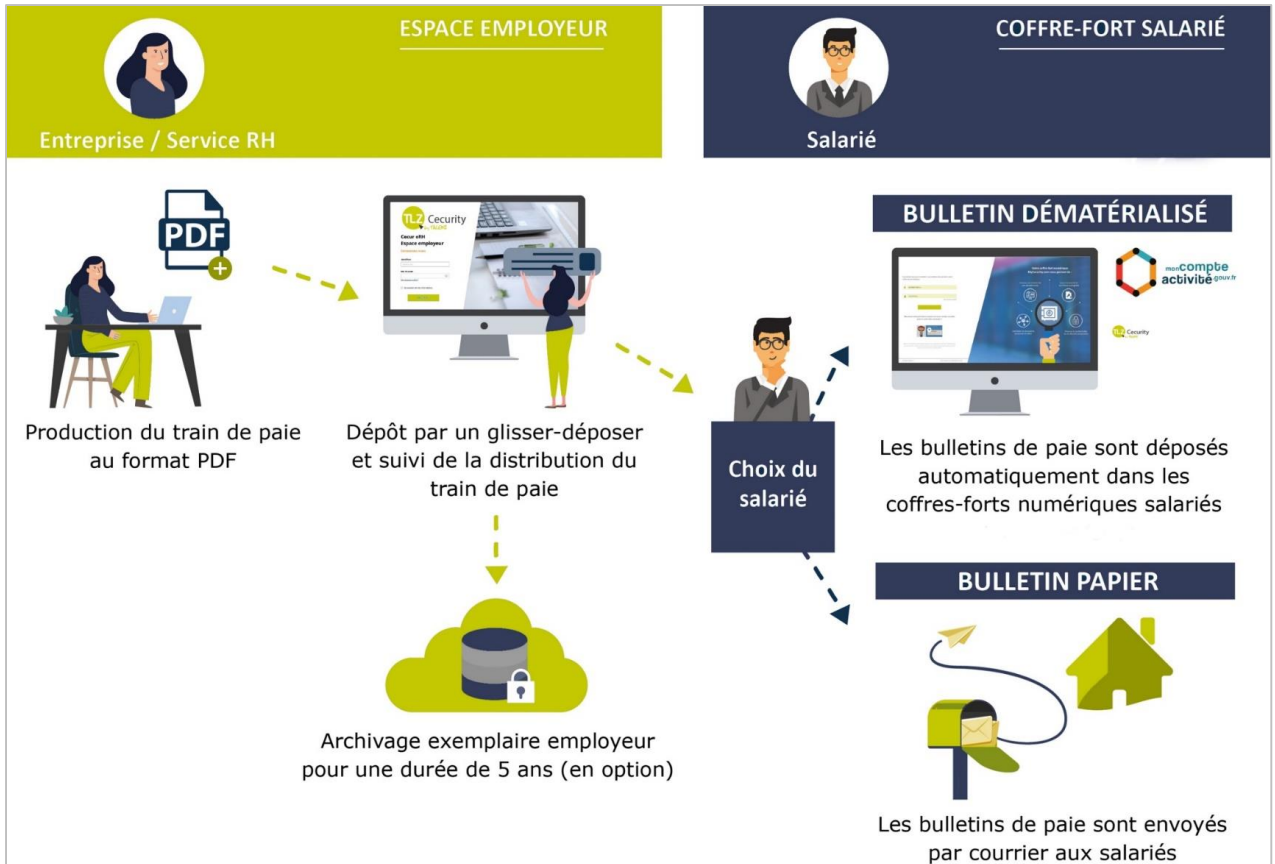 ESPACE EMPLOYEUR
Entreprise / Service RH
COFFRE-FORT SALARIÉ
Salarié
PDF
Production du train de paie
au format PDF
TLZ Cecurity
Cœur eRH
Espace employeur
Dépôt par un glisser-déposer
et suivi de la distribution du
train de paie
Archivage exemplaire employeur
pour une durée de 5 ans (en option)
Choix du
salarié
BULLETIN DÉMATÉRIALISÉ
moncompte
activité.gouv.fr
TLZ Cecurity
Les bulletins de paie sont déposés
automatiquement dans les
coffres-forts numériques salariés
BULLETIN PAPIER
Les bulletins de paie sont envoyés
par courrier aux salariés